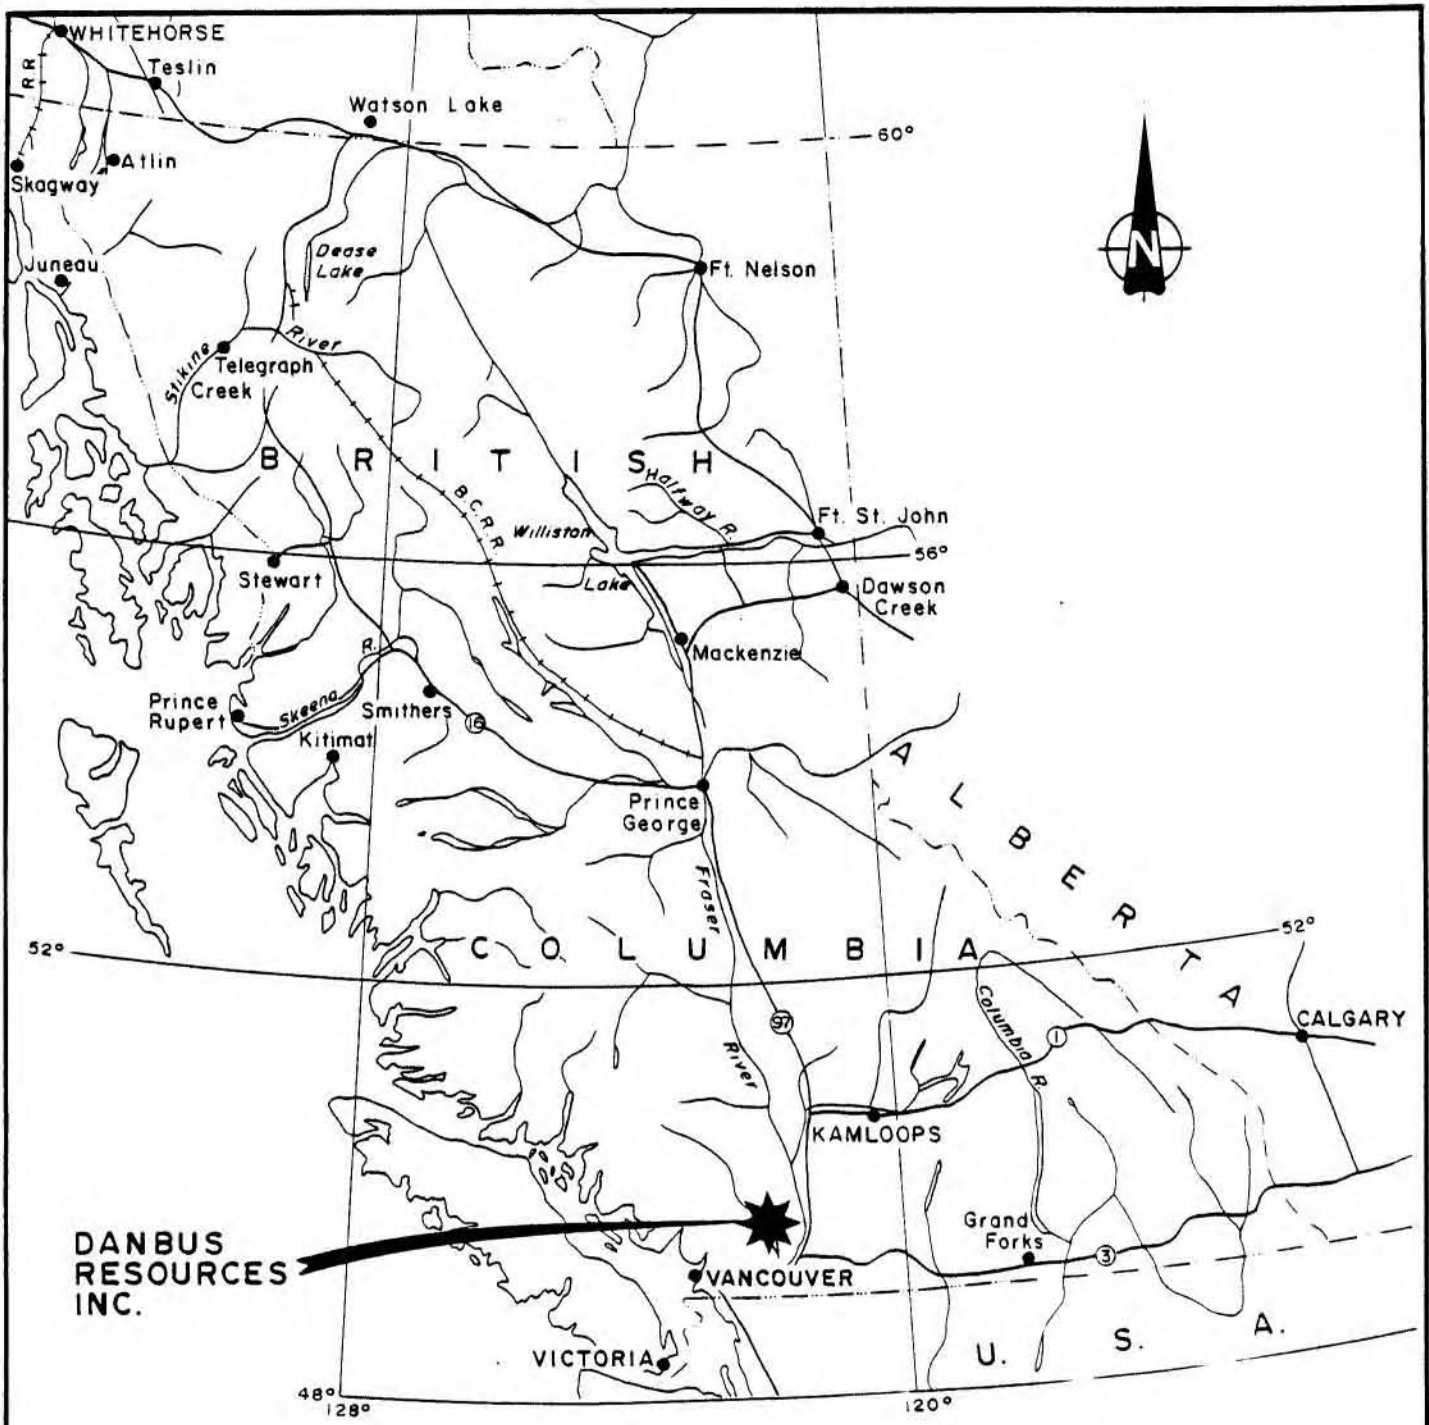 WHITEHORSE
R R
Teslin
Watson Lake
60°
Atlin
Skagway
N
Juneau
Dease
Lake
Ft. Nelson
River
Stikine
Telegraph
Creek
BRITISH
Halfway R.
B.C.R.R.
Williston
Ft. St. John
56°
Stewart
Lake
Dawson
Creek
R.
Mackenzie
Prince
Rupert
Skeena
Smithers
16
Kitimat
ALBERTA
Prince
George
Fraser
52°
COLUMBIA
52°
Columbia R.
97
1
CALGARY
River
KAMLOOPS
DANBUS
RESOURCES
INC.
Grand
Forks
3
VANCOUVER
U. S. A.
VICTORIA
48°
128°
120°